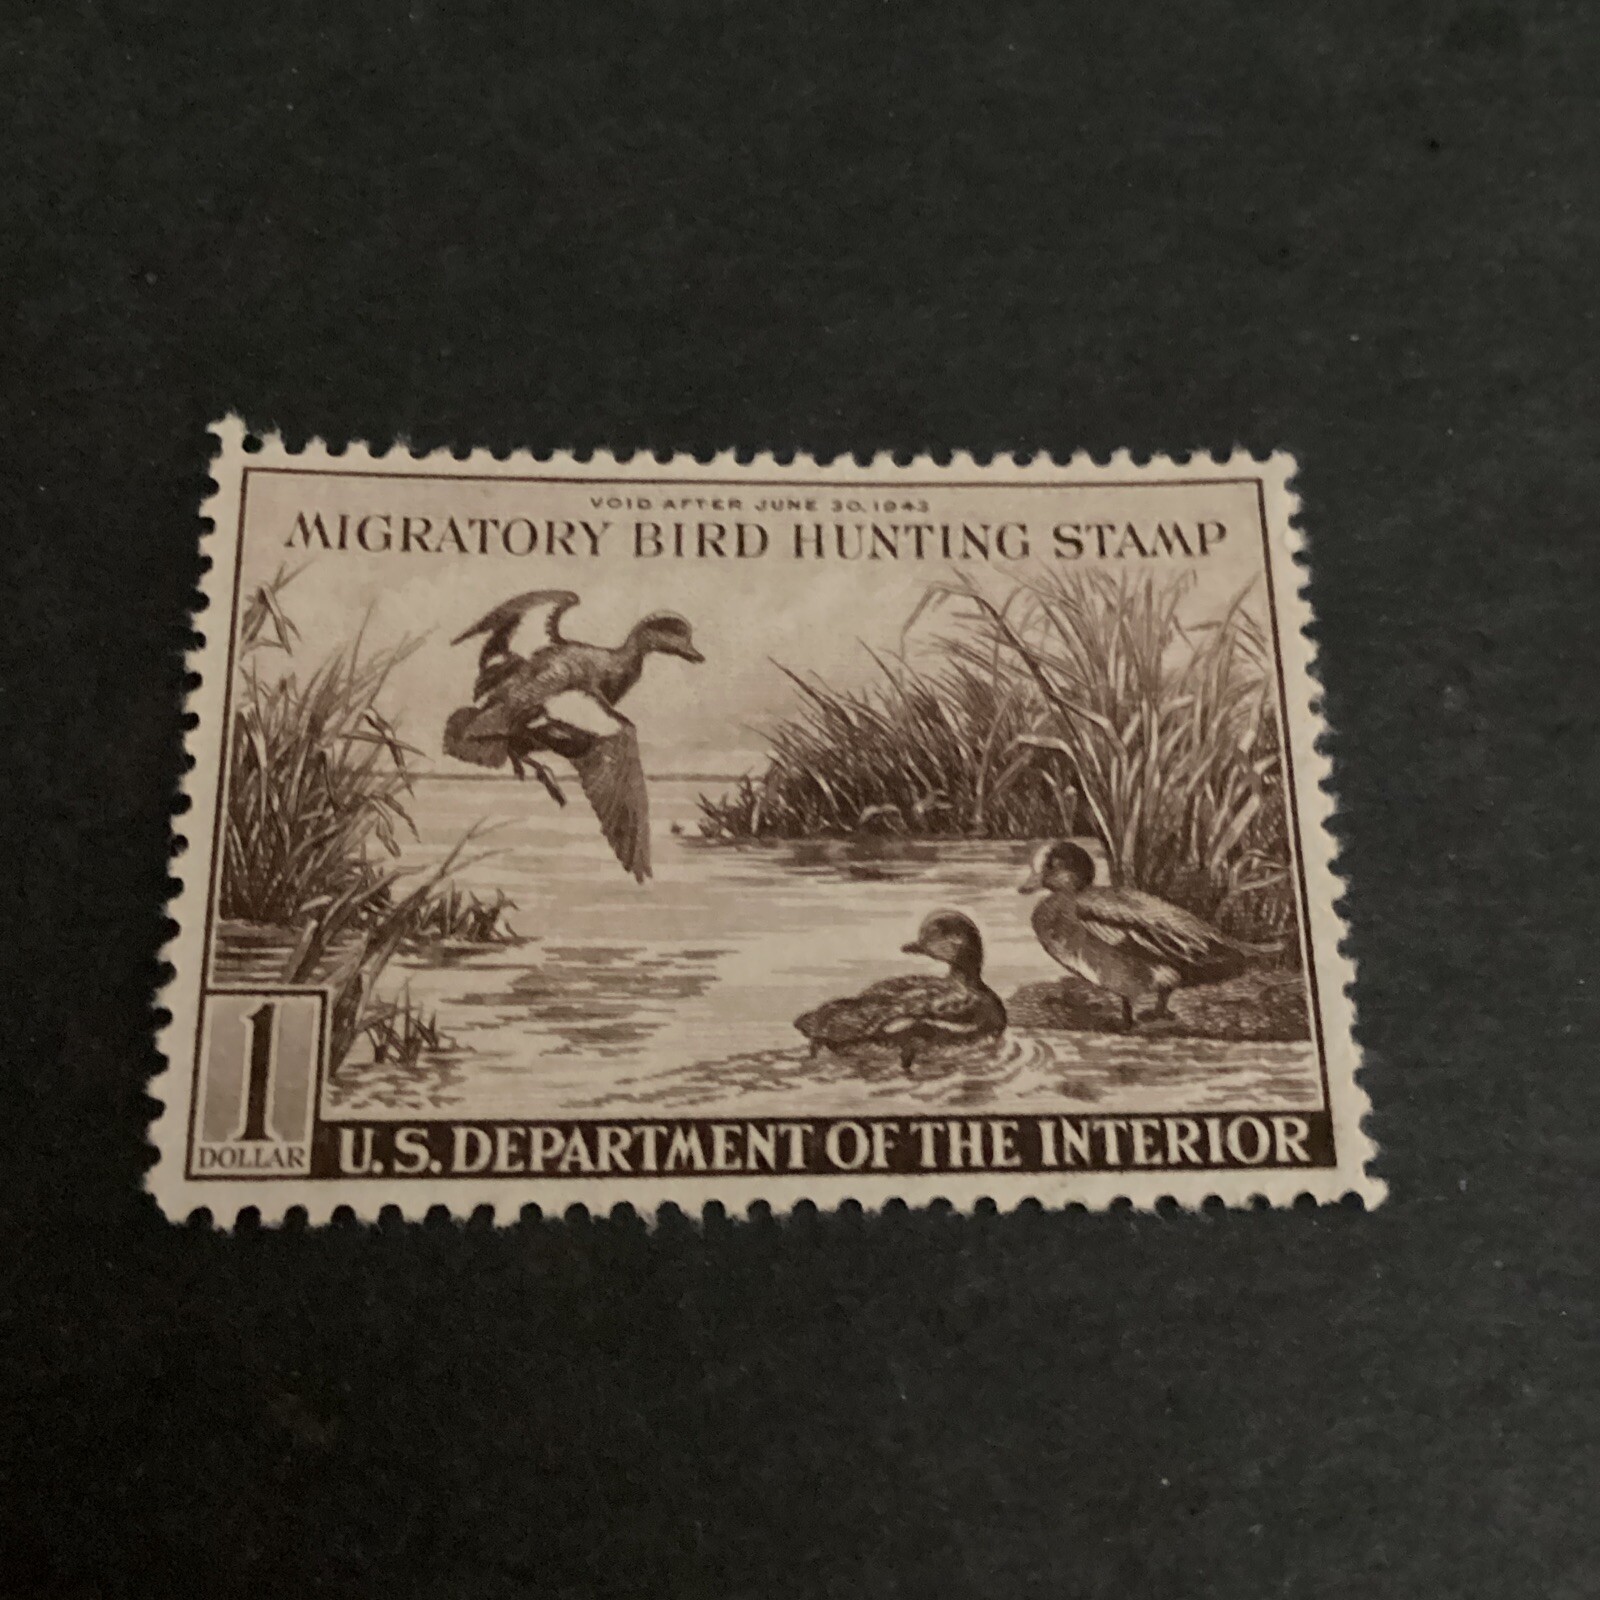 VOID AFTER JUNE 30, 1943
MIGRATORY BIRD HUNTING STAMP
1
DOLLAR
U.S. DEPARTMENT OF THE INTERIOR